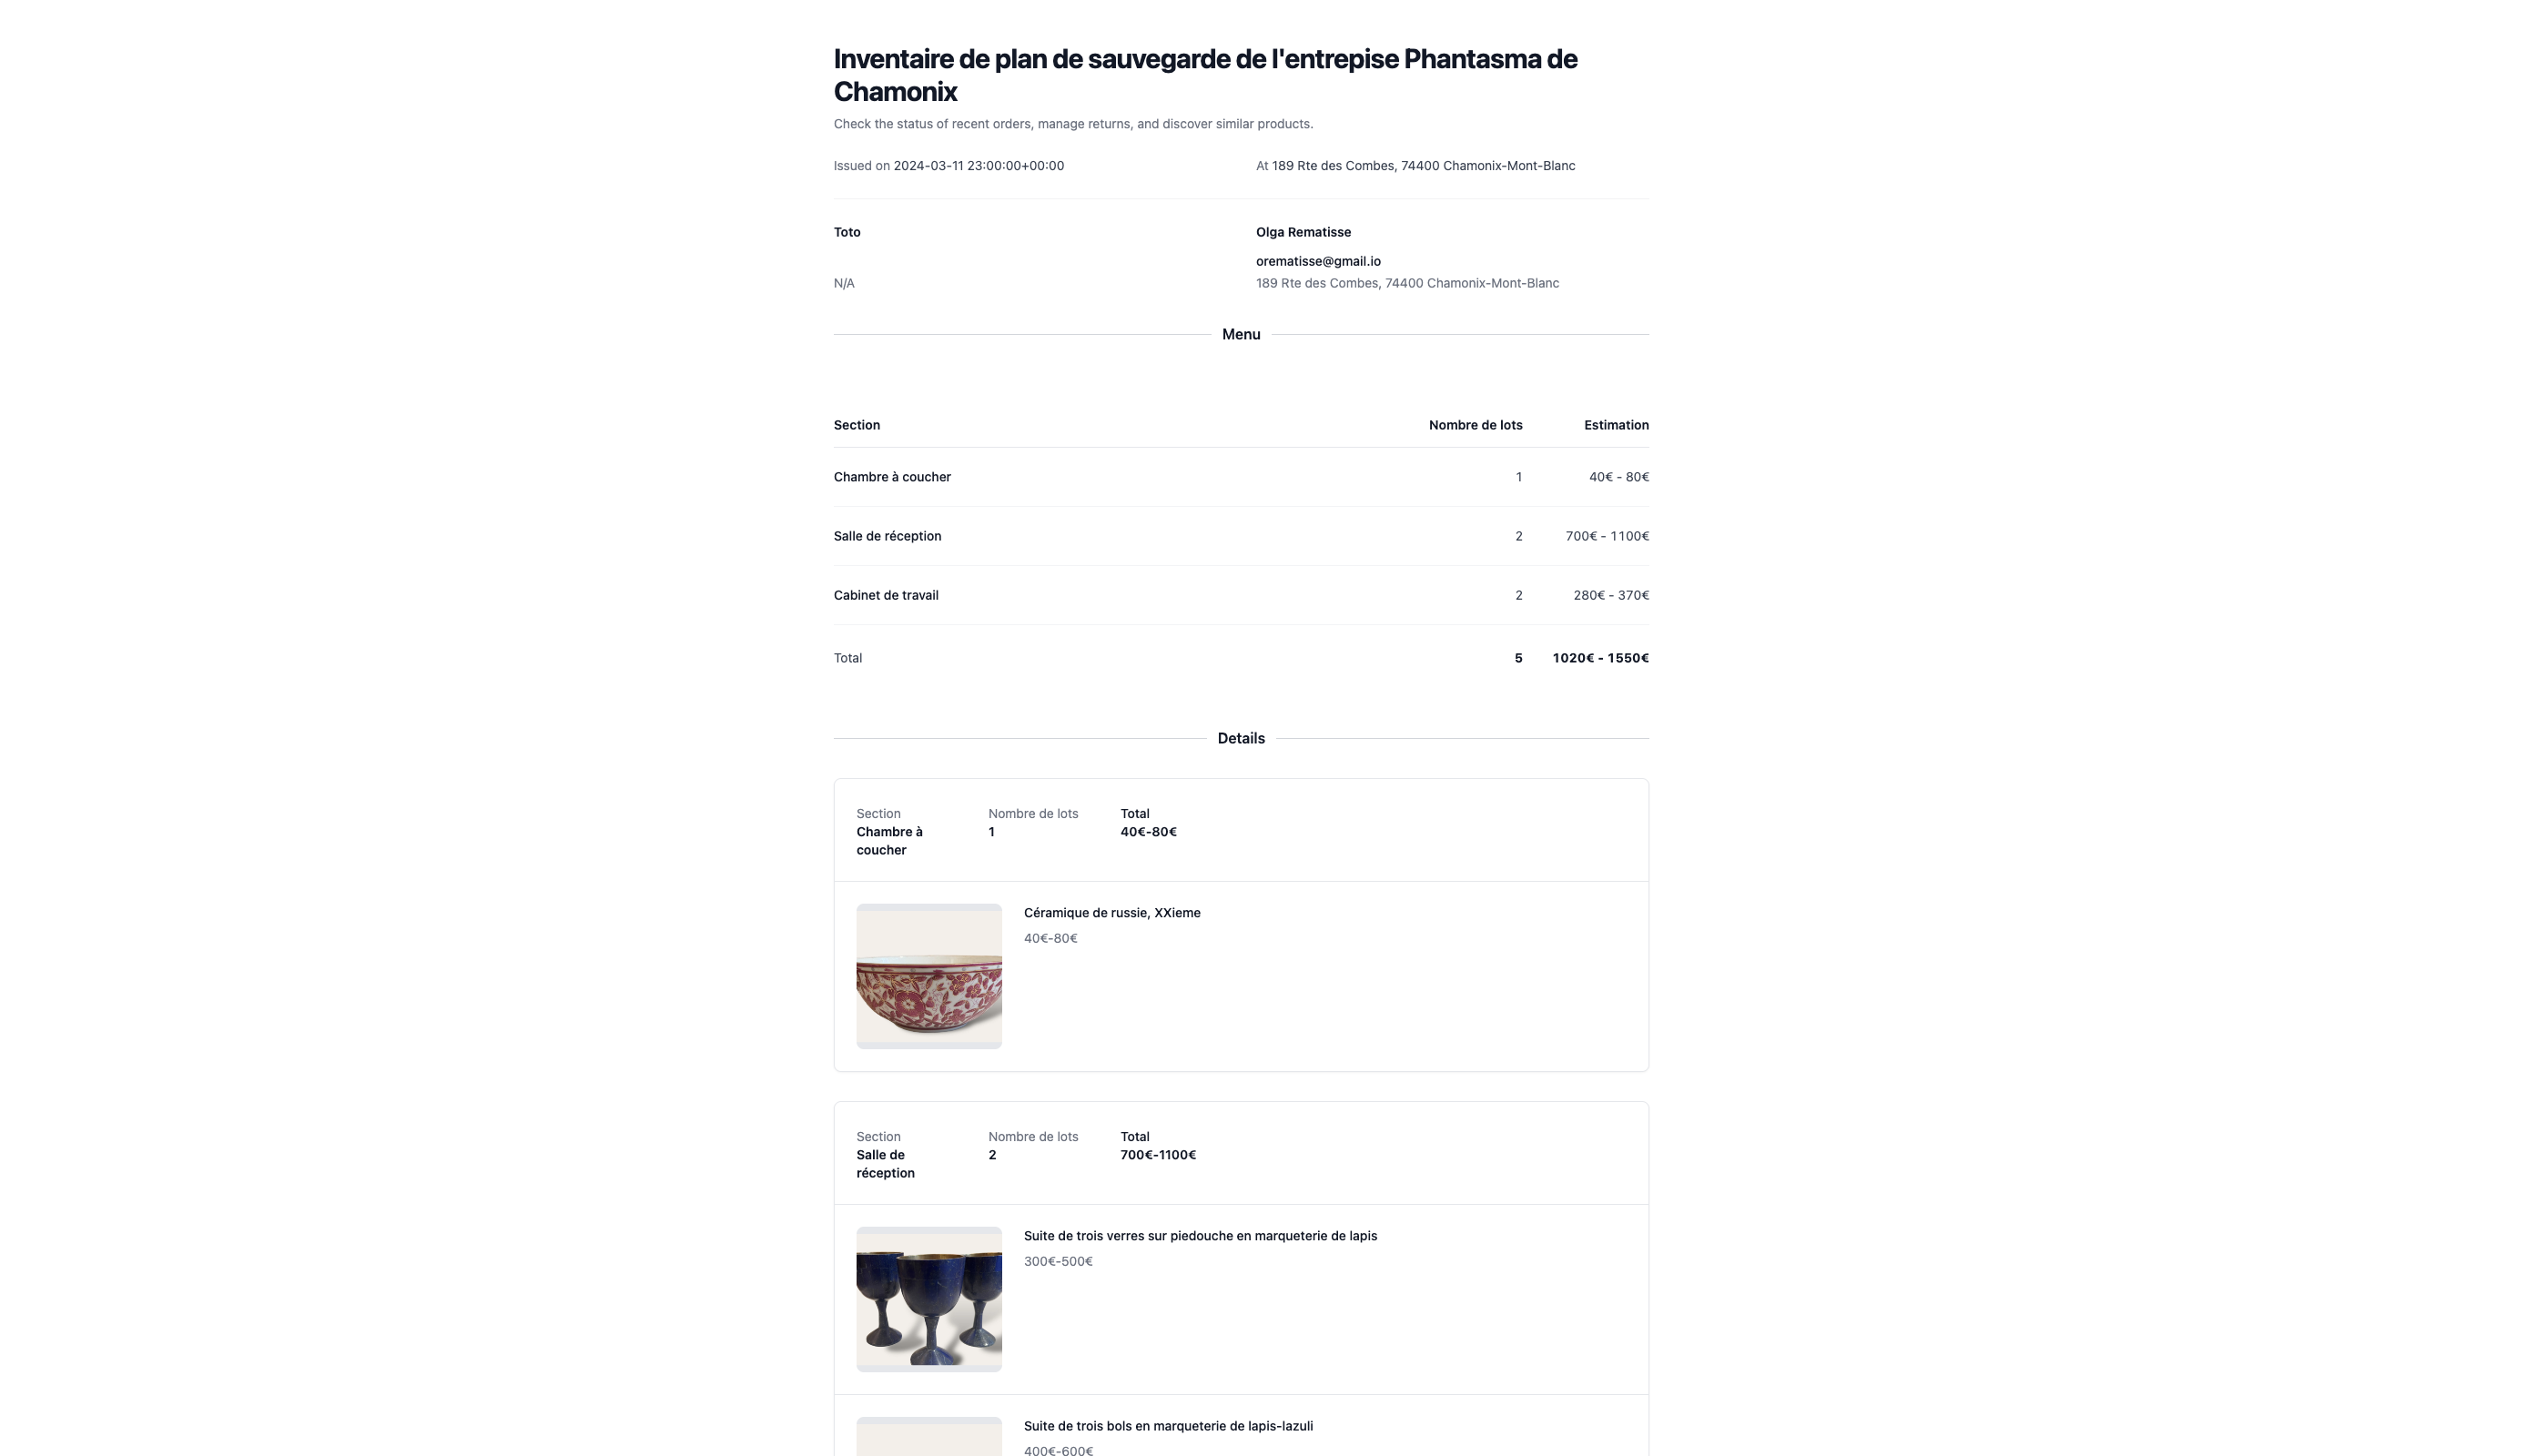 Inventaire de plan de sauvegarde de l'entrepise Phantasma de
Chamonix
Check the status of recent orders, manage returns, and discover similar products.
Issued on 2024-03-11 23:00:00+00:00
At 189 Rte des Combes, 74400 Chamonix-Mont-Blanc
Toto
N/A
Olga Rematisse
orematisse@gmail.io
189 Rte des Combes, 74400 Chamonix-Mont-Blanc
Menu
Section Nombre de lots Estimation
Chambre à coucher 1 40€ - 80€
Salle de réception 2 700€ - 1100€
Cabinet de travail 2 280€ - 370€
Total 5 1020€ - 1550€
Details
Section
Chambre à
coucher
Nombre de lots
1
Total
40€-80€
Céramique de russie, XXieme
40€-80€
Section
Salle de
réception
Nombre de lots
2
Total
700€-1100€
Suite de trois verres sur piedouche en marqueterie de lapis
300€-500€
Suite de trois bols en marqueterie de lapis-lazuli
400€-600€